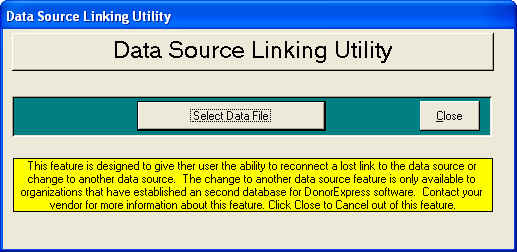 Data Source Linking Utility
Data Source Linking Utility
Select Data File
Close
This feature is designed to give ther user the ability to reconnect a lost link to the data source or
change to another data source. The change to another data source feature is only available to
organizations that have established an second database for DonorExpress software. Contact your
vendor for more information about this feature. Click Close to Cancel out of this feature.